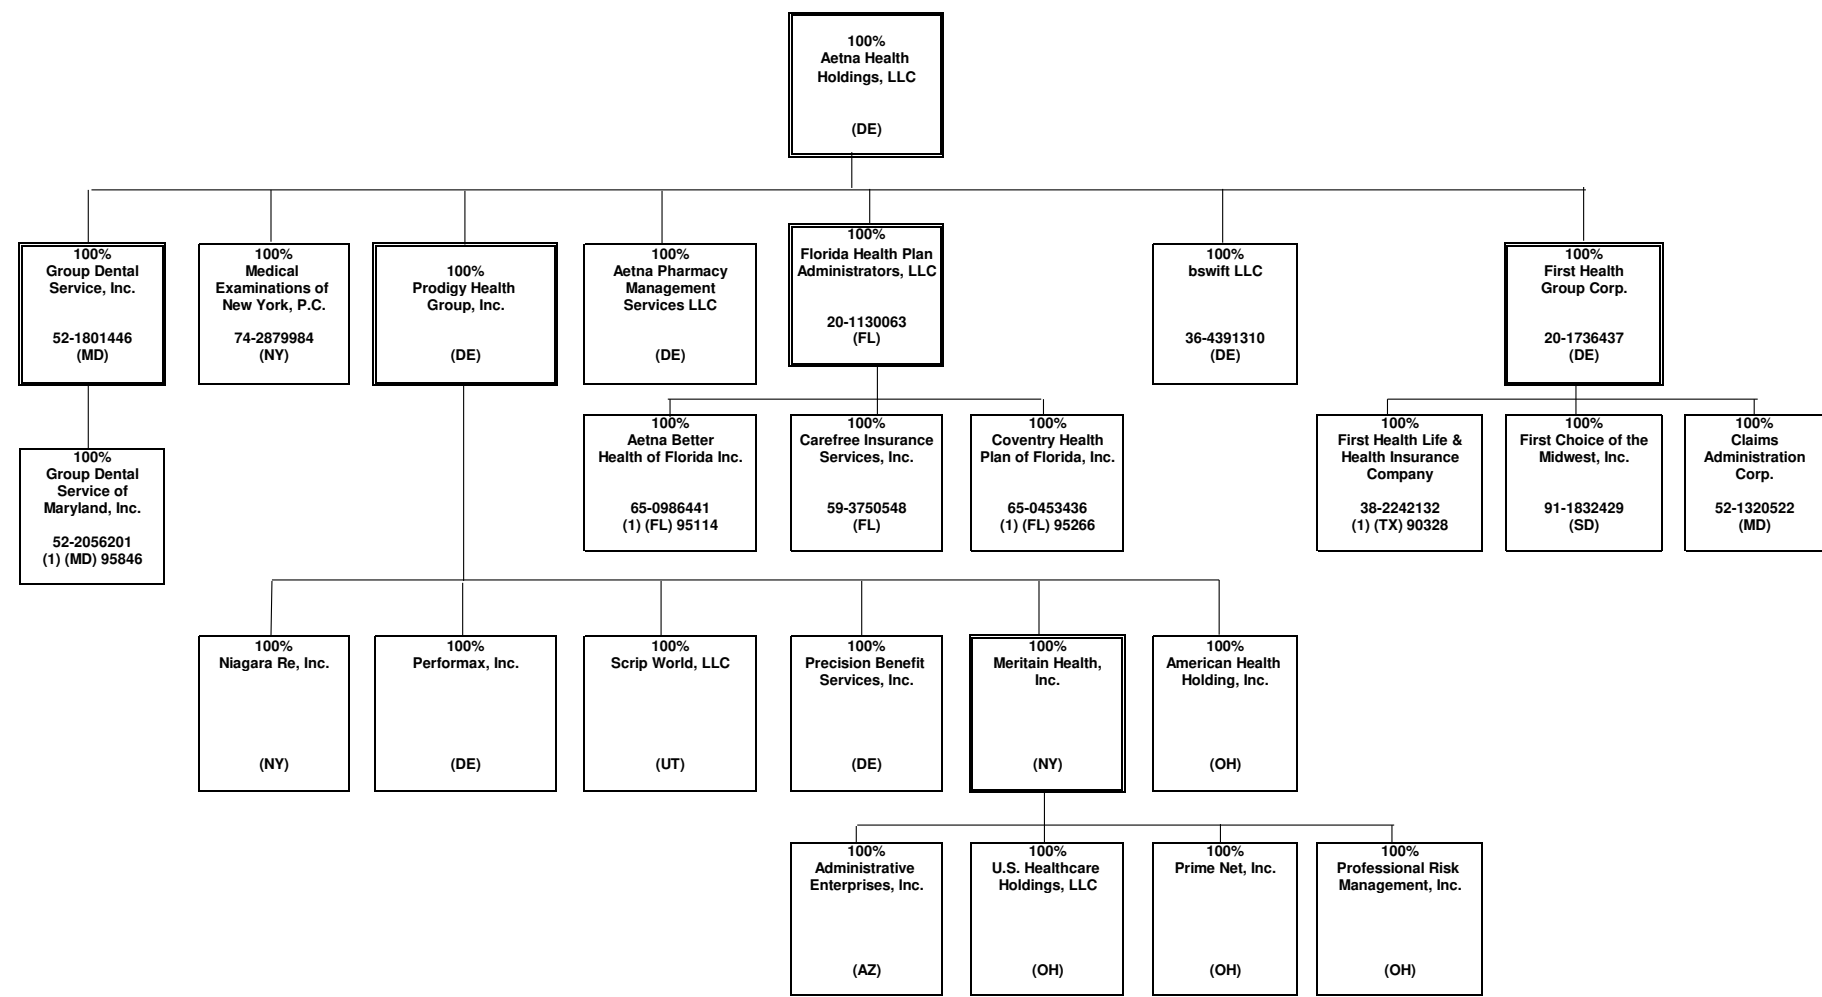 100%
Aetna Health
Holdings, LLC
(DE)
100%
Group Dental
Service, Inc.
52-1801446
(MD)
100%
Medical
Examinations of
New York, P.C.
74-2879984
(NY)
100%
Prodigy Health
Group, Inc.
(DE)
100%
Aetna Pharmacy
Management
Services LLC
(DE)
100%
Florida Health Plan
Administrators, LLC
20-1130063
(FL)
100%
bswift LLC
36-4391310
(DE)
100%
First Health
Group Corp.
20-1736437
(DE)
100%
Group Dental
Service of
Maryland, Inc.
52-2056201
(1) (MD) 95846
100%
Aetna Better
Health of Florida Inc.
65-0986441
(1) (FL) 95114
100%
Carefree Insurance
Services, Inc.
59-3750548
(FL)
100%
Coventry Health
Plan of Florida, Inc.
65-0453436
(1) (FL) 95266
100%
First Health Life &
Health Insurance
Company
38-2242132
(1) (TX) 90328
100%
First Choice of the
Midwest, Inc.
91-1832429
(SD)
100%
Claims
Administration
Corp.
52-1320522
(MD)
100%
Niagara Re, Inc.
(NY)
100%
Performax, Inc.
(DE)
100%
Scrip World, LLC
(UT)
100%
Precision Benefit
Services, Inc.
(DE)
100%
Meritain Health,
Inc.
(NY)
100%
American Health
Holding, Inc.
(OH)
100%
Administrative
Enterprises, Inc.
(AZ)
100%
U.S. Healthcare
Holdings, LLC
(OH)
100%
Prime Net, Inc.
(OH)
100%
Professional Risk
Management, Inc.
(OH)